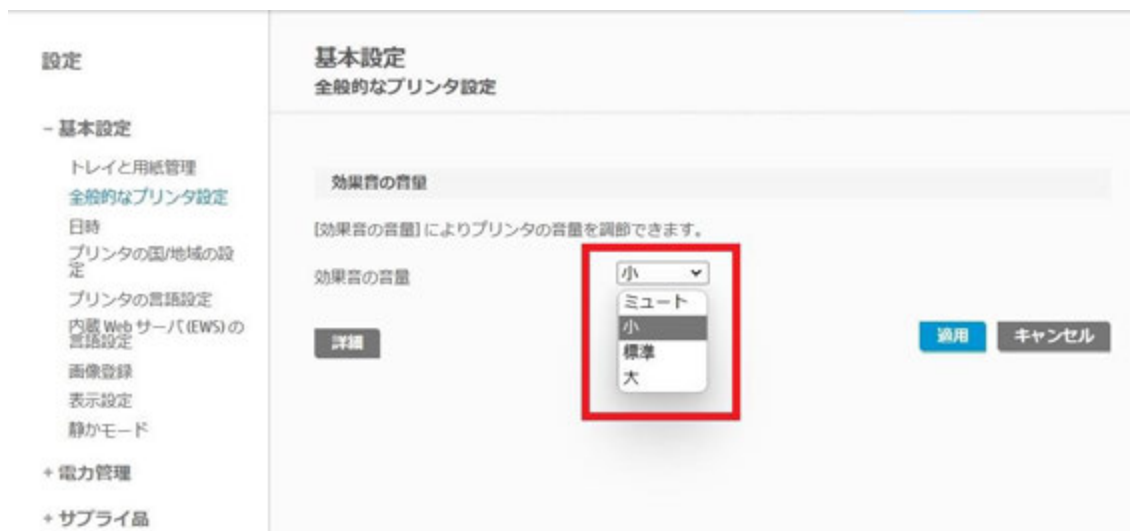 設定
- 基本設定
トレイと用紙管理
全般的なプリンタ設定
日時
プリンタの国/地域の設
定
プリンタの言語設定
内蔵 Web サーバ (EWS) の
言語設定
画像登録
表示設定
静かモード
+ 電力管理
+ サプライ品
基本設定
全般的なプリンタ設定
効果音の音量
[効果音の音量] によりプリンタの音量を調節できます。
効果音の音量
小
ミュート
小
標準
大
詳細
適用
キャンセル